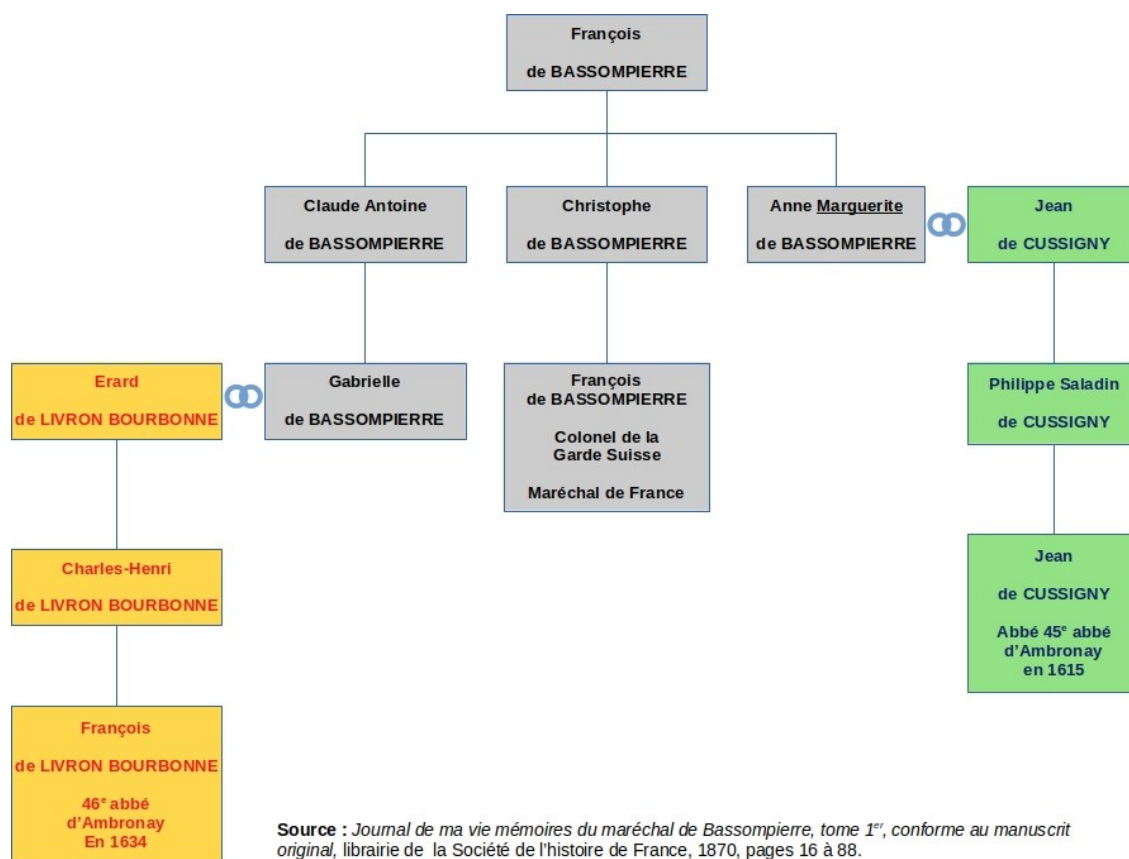 François
de BASSOMPIERRE
Claude Antoine
de BASSOMPIERRE
Christophe
de BASSOMPIERRE
Anne Marguerite
de BASSOMPIERRE
Jean
de CUSSIGNY
Erard
de LIVRON BOURBONNE
Gabrielle
de BASSOMPIERRE
François
de BASSOMPIERRE
Colonel de la
Garde Suisse
Maréchal de France
Philippe Saladin
de CUSSIGNY
Charles-Henri
de LIVRON BOURBONNE
Jean
de CUSSIGNY
Abbé 45e abbé
d’Ambronay
en 1615
François
de LIVRON BOURBONNE
46e abbé
d’Ambronay
En 1634
Source : Journal de ma vie mémoires du maréchal de Bassompierre, tome 1er, conforme au manuscrit
original, librairie de la Société de l’histoire de France, 1870, pages 16 à 88.